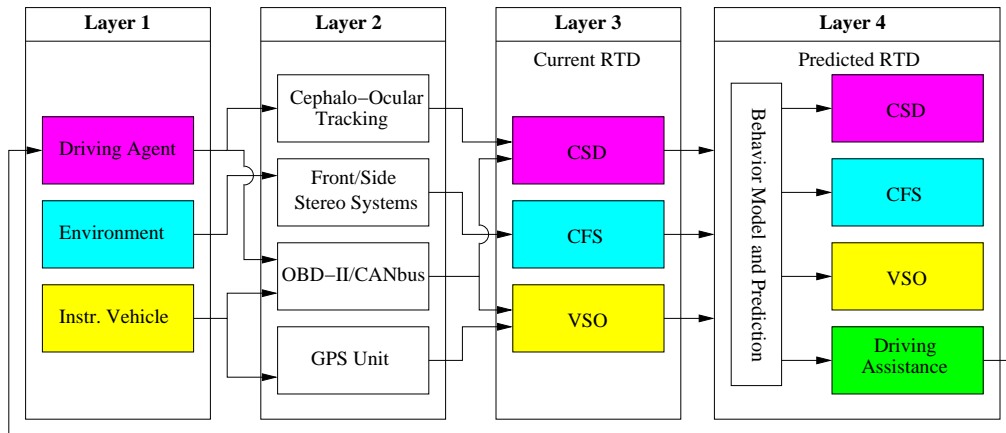 Layer 1
Driving Agent
Environment
Instr. Vehicle
Layer 2
Cephalo−Ocular
Tracking
Front/Side
Stereo Systems
OBD−II/CANbus
GPS Unit
Layer 3
Current RTD
CSD
CFS
VSO
Layer 4
Predicted RTD
Behavior Model and Prediction
CSD
CFS
VSO
Driving
Assistance